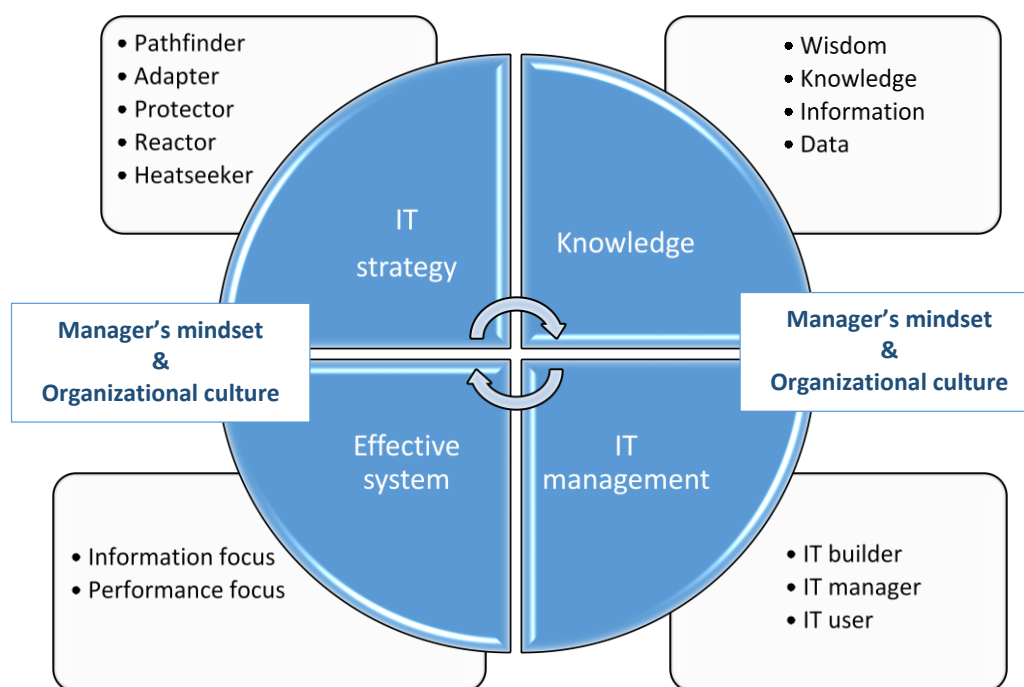 • Pathfinder
• Adapter
• Protector
• Reactor
• Heatseeker
• Wisdom
• Knowledge
• Information
• Data
IT
strategy
Knowledge
Manager’s mindset
&
Organizational culture
Manager’s mindset
&
Organizational culture
Effective
system
IT
management
• Information focus
• Performance focus
• IT builder
• IT manager
• IT user